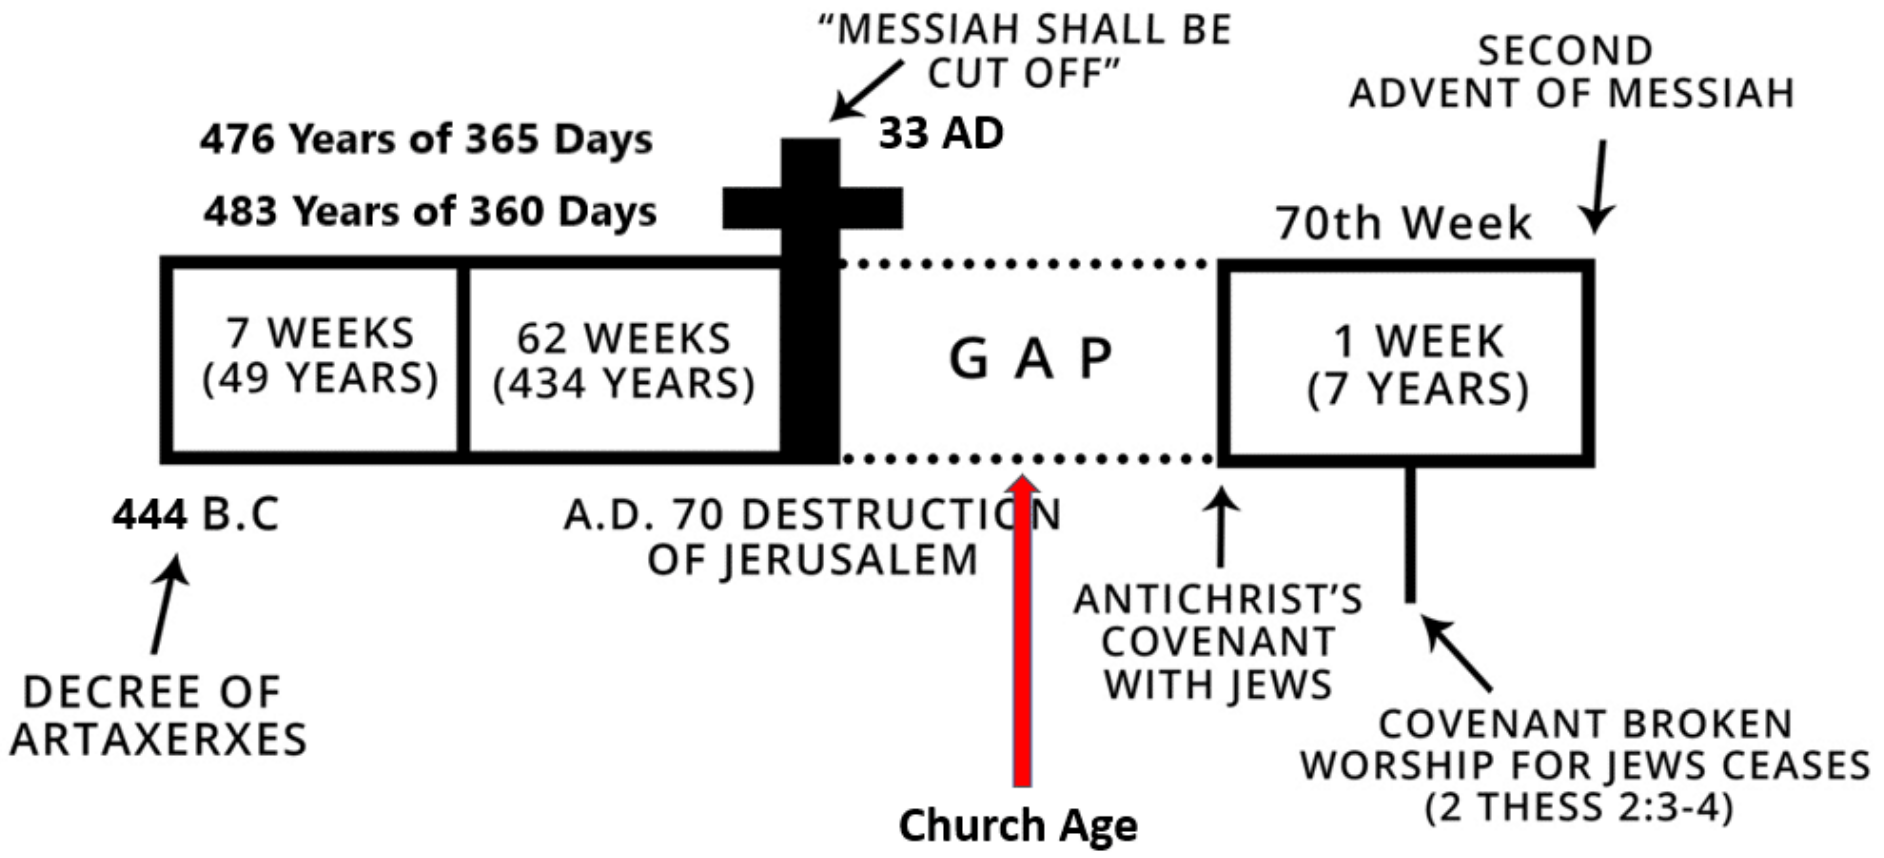 “MESSIAH SHALL BE
CUT OFF”
33 AD
SECOND
ADVENT OF MESSIAH
476 Years of 365 Days
483 Years of 360 Days
70th Week
7 WEEKS
(49 YEARS)
62 WEEKS
(434 YEARS)
G A P
1 WEEK
(7 YEARS)
444 B.C
A.D. 70 DESTRUCTION
OF JERUSALEM
DECREE OF
ARTAXERXES
ANTICHRIST’S
COVENANT
WITH JEWS
COVENANT BROKEN
WORSHIP FOR JEWS CEASES
(2 THESS 2:3-4)
Church Age